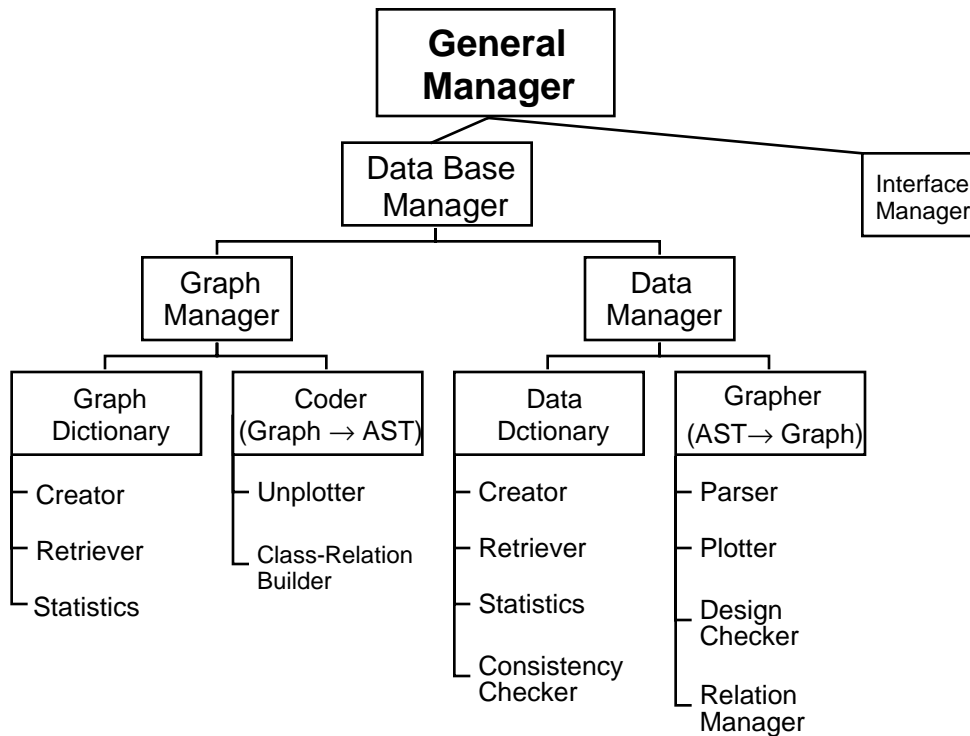 General
Manager
Data Base
Manager
Interface
Manager
Graph
Manager
Data
Manager
Graph
Dictionary
Coder
(Graph → AST)
Data
Dctionary
Grapher
(AST→ Graph)
Creator
Retriever
Statistics
Unplotter
Class-Relation
Builder
Creator
Retriever
Statistics
Consistency
Checker
Parser
Plotter
Design
Checker
Relation
Manager